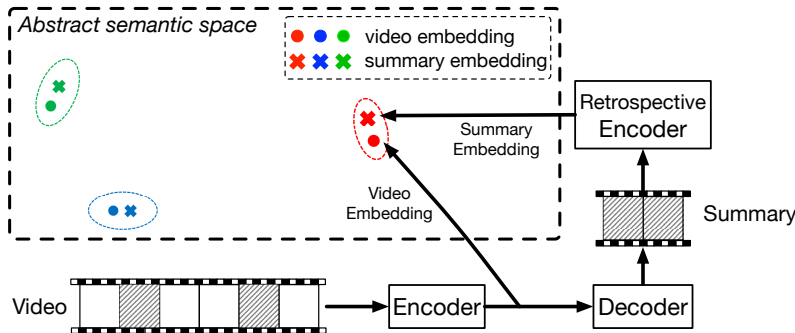 Abstract semantic space
video embedding
summary embedding
Retrospective
Encoder
Summary
Embedding
Video
Embedding
Summary
Video
Encoder
Decoder